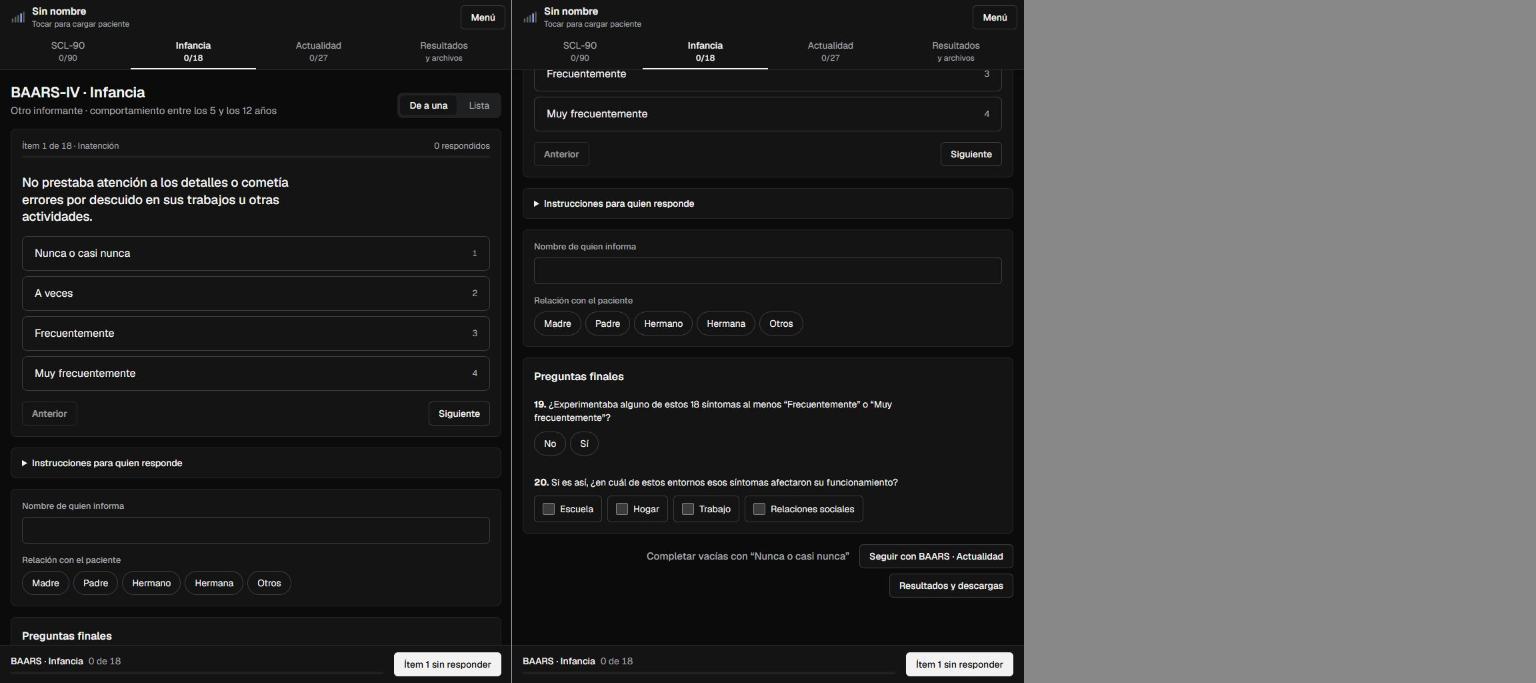 Sin nombre
Tocar para cargar paciente
Menú
SCL-90
0/90
Infancia
0/18
Actualidad
0/27
Resultados
y archivos
BAARS-IV · Infancia
Otro informante · comportamiento entre los 5 y los 12 años
De a una
Lista
Ítem 1 de 18 · Inatención
0 respondidos
No prestaba atención a los detalles o cometía
errores por descuido en sus trabajos u otras
actividades.
Nunca o casi nunca 1
A veces 2
Frecuentemente 3
Muy frecuentemente 4
Anterior
Siguiente
▶ Instrucciones para quien responde
Nombre de quien informa
Relación con el paciente
Madre
Padre
Hermano
Hermana
Otros
Preguntas finales
BAARS · Infancia 0 de 18
Ítem 1 sin responder
Sin nombre
Tocar para cargar paciente
Menú
SCL-90
0/90
Infancia
0/18
Actualidad
0/27
Resultados
y archivos
Frecuentemente 3
Muy frecuentemente 4
Anterior
Siguiente
▶ Instrucciones para quien responde
Nombre de quien informa
Relación con el paciente
Madre
Padre
Hermano
Hermana
Otros
Preguntas finales
19. ¿Experimentaba alguno de estos 18 síntomas al menos “Frecuentemente” o “Muy
frecuentemente”?
No
Sí
20. Si es así, ¿en cuál de estos entornos esos síntomas afectaron su funcionamiento?
Escuela
Hogar
Trabajo
Relaciones sociales
Completar vacías con “Nunca o casi nunca”
Seguir con BAARS · Actualidad
Resultados y descargas
BAARS · Infancia 0 de 18
Ítem 1 sin responder